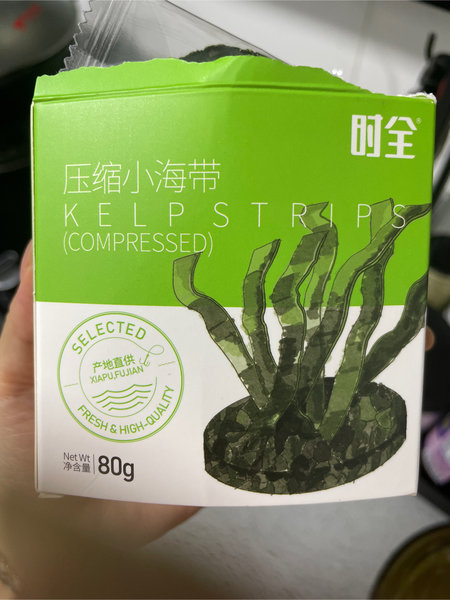 时全®
压缩小海带
KELP STRIPS
(COMPRESSED)
SELECTED
产地直供
XIAPU,FUJIAN
FRESH & HIGH-QUALITY
Net Wt
净含量
80g